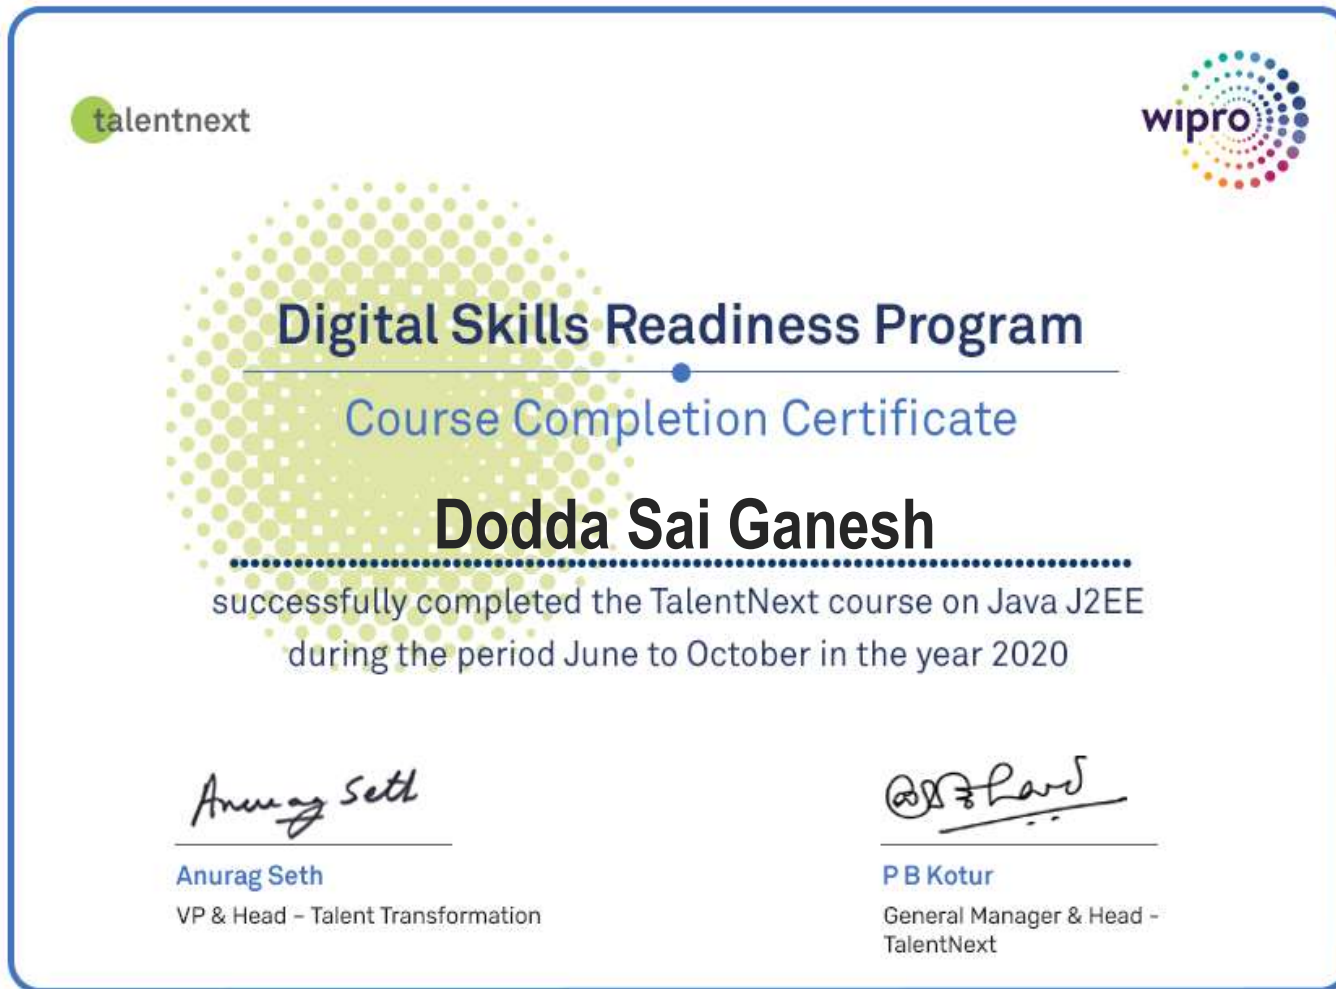 talentnext
wipro
Digital Skills Readiness Program
Course Completion Certificate
Dodda Sai Ganesh
successfully completed the TalentNext course on Java J2EE
during the period June to October in the year 2020
Anurag Seth
Anurag Seth
P B Kotur
VP & Head – Talent Transformation
General Manager & Head -
TalentNext